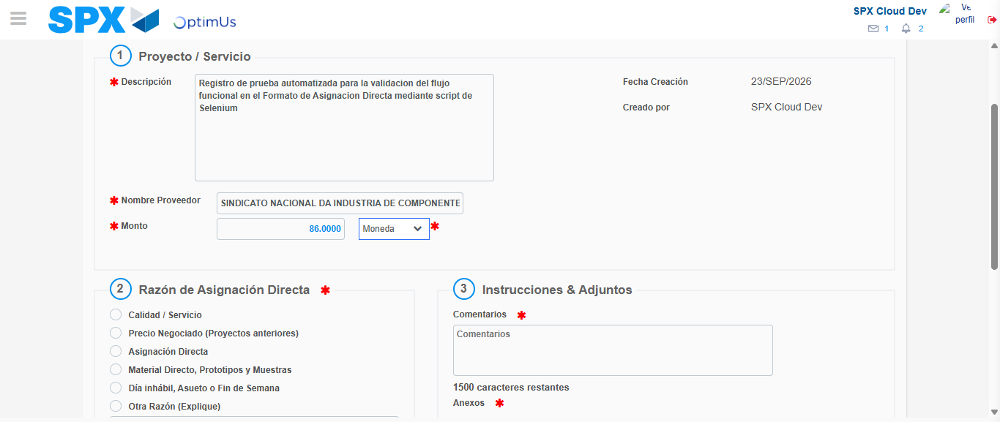 SPX
OptimUs
SPX Cloud Dev
1
2
Ve
perfil
1
Proyecto / Servicio
✱ Descripción
Registro de prueba automatizada para la validacion del flujo
funcional en el Formato de Asignacion Directa mediante script de
Selenium
Fecha Creación
23/SEP/2026
Creado por
SPX Cloud Dev
✱ Nombre Proveedor
SINDICATO NACIONAL DA INDUSTRIA DE COMPONENTE
✱ Monto
86.0000
Moneda
✱
2
Razón de Asignación Directa ✱
Calidad / Servicio
Precio Negociado (Proyectos anteriores)
Asignación Directa
Material Directo, Prototipos y Muestras
Día inhábil, Asueto o Fin de Semana
Otra Razón (Explique)
3
Instrucciones & Adjuntos
Comentarios ✱
Comentarios
1500 caracteres restantes
Anexos ✱